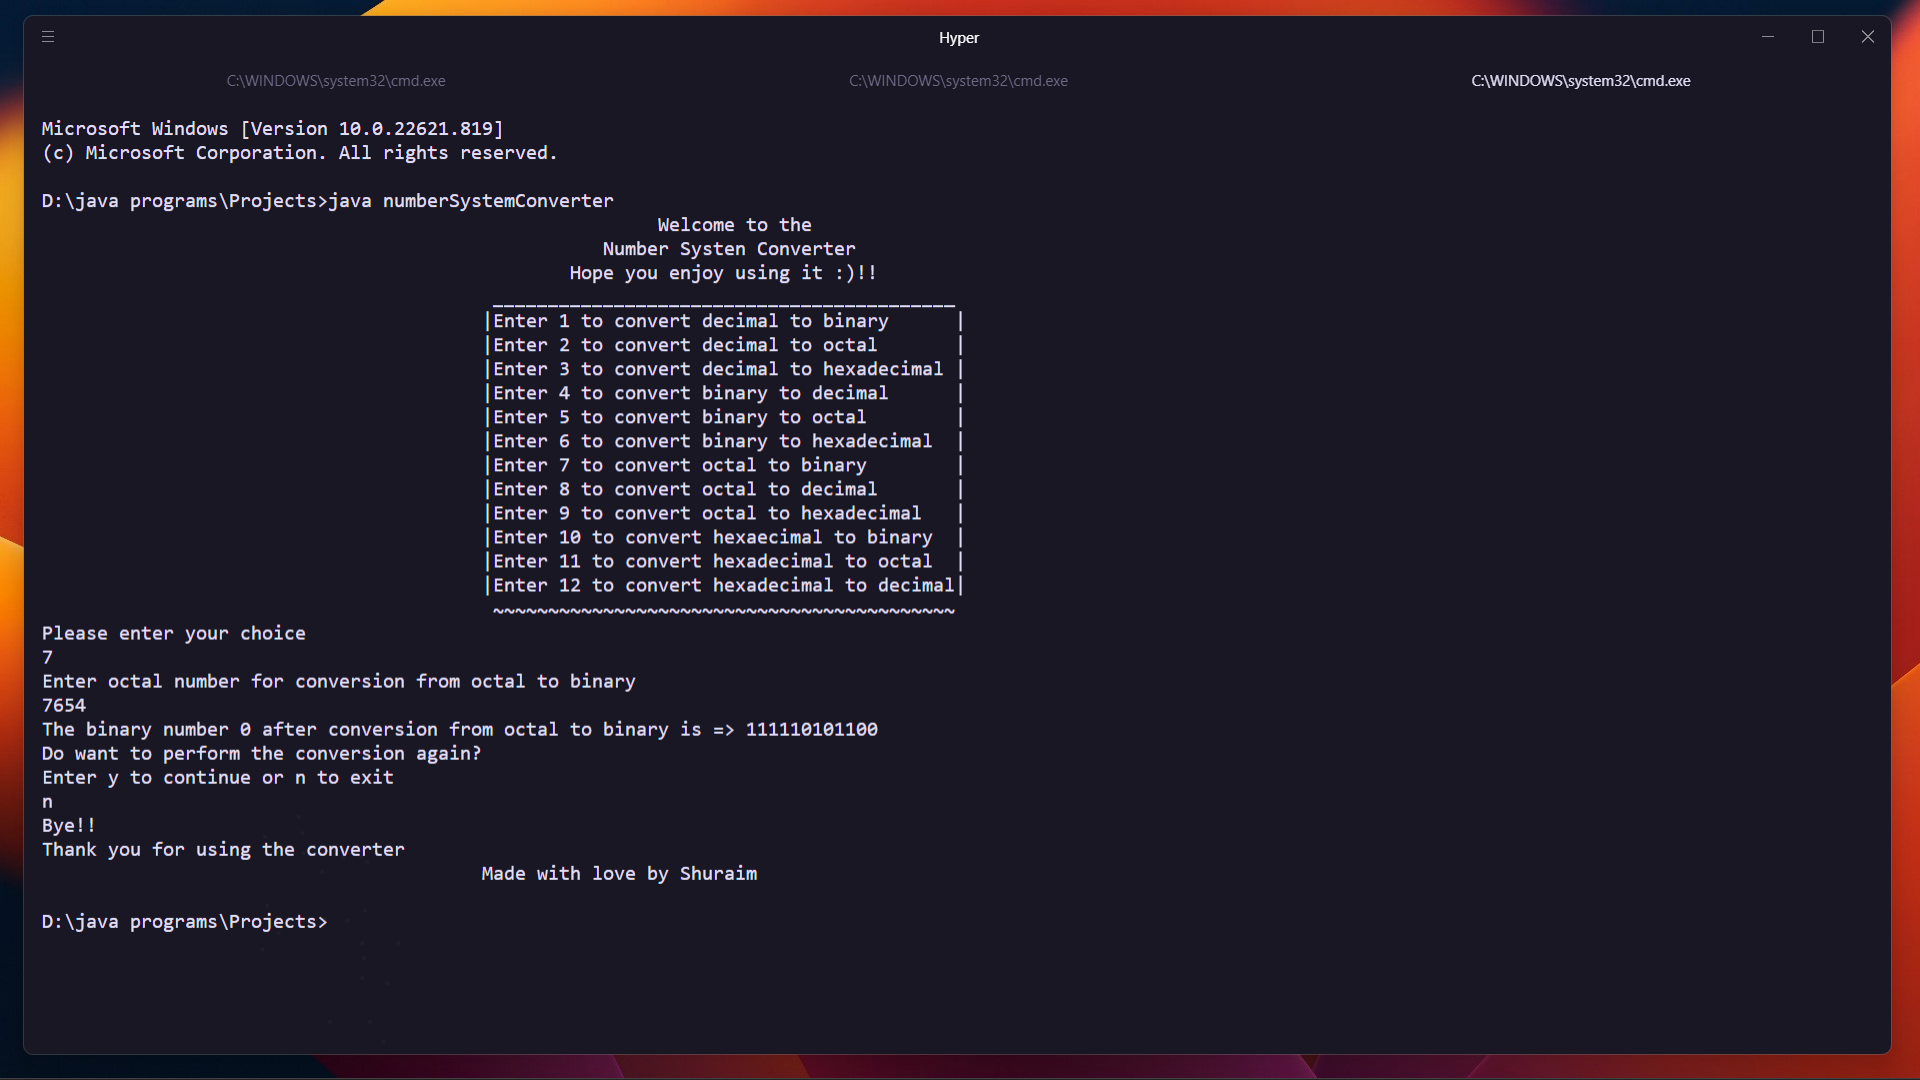 Hyper
C:\WINDOWS\system32\cmd.exe C:\WINDOWS\system32\cmd.exe C:\WINDOWS\system32\cmd.exe
Microsoft Windows [Version 10.0.22621.819]
(c) Microsoft Corporation. All rights reserved.
D:\java programs\Projects>java numberSystemConverter
Welcome to the
Number Systen Converter
Hope you enjoy using it :)!!
__________________________________________
|Enter 1 to convert decimal to binary      |
|Enter 2 to convert decimal to octal       |
|Enter 3 to convert decimal to hexadecimal |
|Enter 4 to convert binary to decimal      |
|Enter 5 to convert binary to octal        |
|Enter 6 to convert binary to hexadecimal  |
|Enter 7 to convert octal to binary        |
|Enter 8 to convert octal to decimal       |
|Enter 9 to convert octal to hexadecimal   |
|Enter 10 to convert hexaecimal to binary  |
|Enter 11 to convert hexadecimal to octal  |
|Enter 12 to convert hexadecimal to decimal|
~~~~~~~~~~~~~~~~~~~~~~~~~~~~~~~~~~~~~~~~~~
Please enter your choice
7
Enter octal number for conversion from octal to binary
7654
The binary number 0 after conversion from octal to binary is => 111110101100
Do want to perform the conversion again?
Enter y to continue or n to exit
n
Bye!!
Thank you for using the converter
Made with love by Shuraim
D:\java programs\Projects>